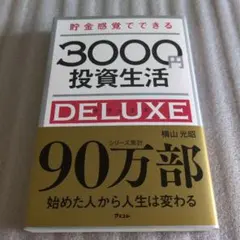 貯金感覚でできる
3000円
投資生活
DELUXE
横山光昭
シリーズ累計
90万部
始めた人から人生は変わる
アスコム